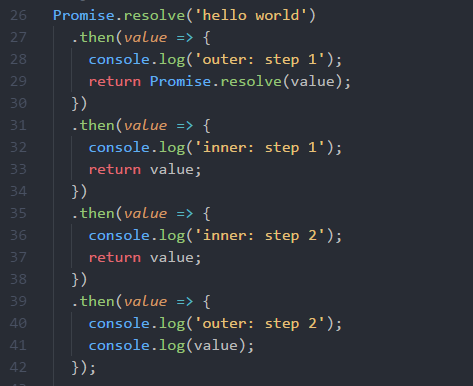 26 Promise.resolve('hello world')
27   .then(value => {
28     console.log('outer: step 1');
29     return Promise.resolve(value);
30   })
31   .then(value => {
32     console.log('inner: step 1');
33     return value;
34   })
35   .then(value => {
36     console.log('inner: step 2');
37     return value;
38   })
39   .then(value => {
40     console.log('outer: step 2');
41     console.log(value);
42   });